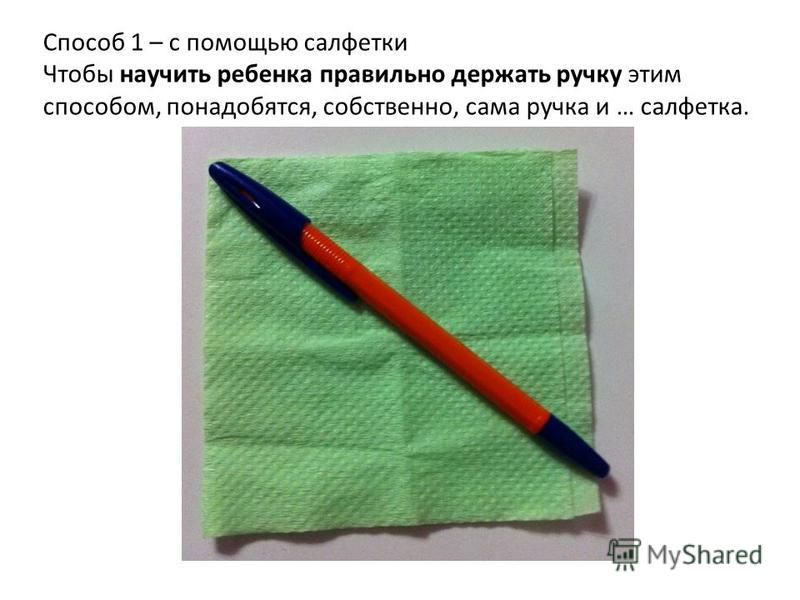 Способ 1 – с помощью салфетки
Чтобы научить ребенка правильно держать ручку этим
способом, понадобятся, собственно, сама ручка и … салфетка.
MyShared